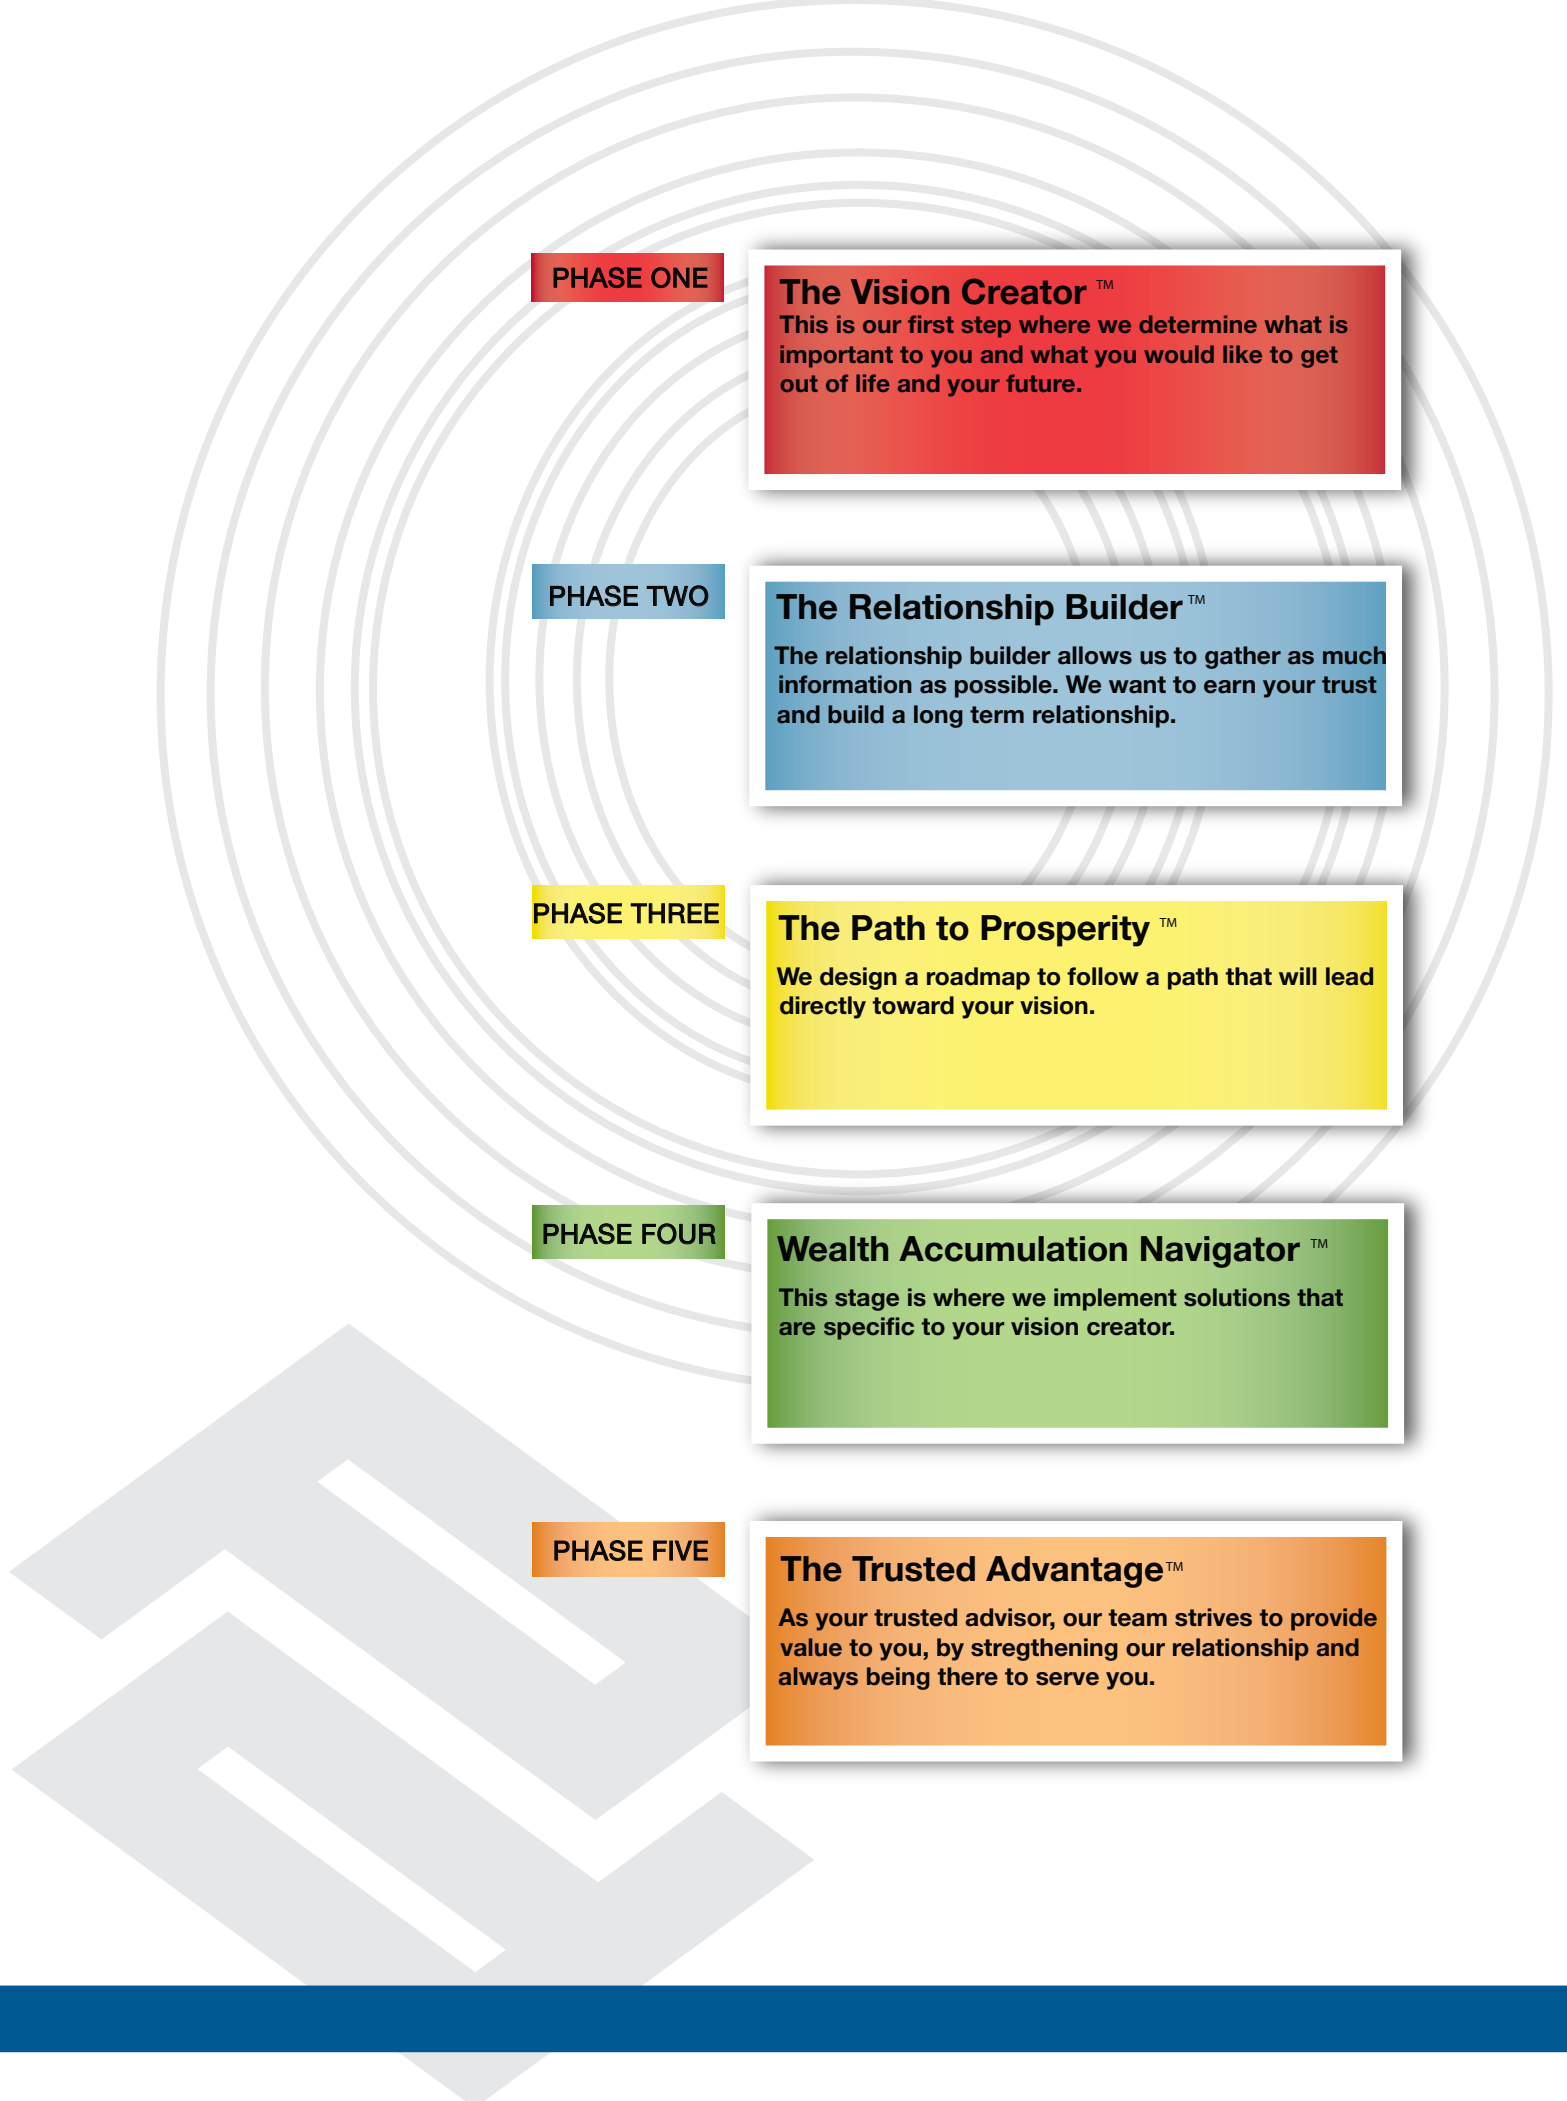 PHASE ONE
The Vision Creator ™
This is our first step where we determine what is
important to you and what you would like to get
out of life and your future.
PHASE TWO
The Relationship Builder ™
The relationship builder allows us to gather as much
information as possible. We want to earn your trust
and build a long term relationship.
PHASE THREE
The Path to Prosperity ™
We design a roadmap to follow a path that will lead
directly toward your vision.
PHASE FOUR
Wealth Accumulation Navigator ™
This stage is where we implement solutions that
are specific to your vision creator.
PHASE FIVE
The Trusted Advantage™
As your trusted advisor, our team strives to provide
value to you, by stregthening our relationship and
always being there to serve you.